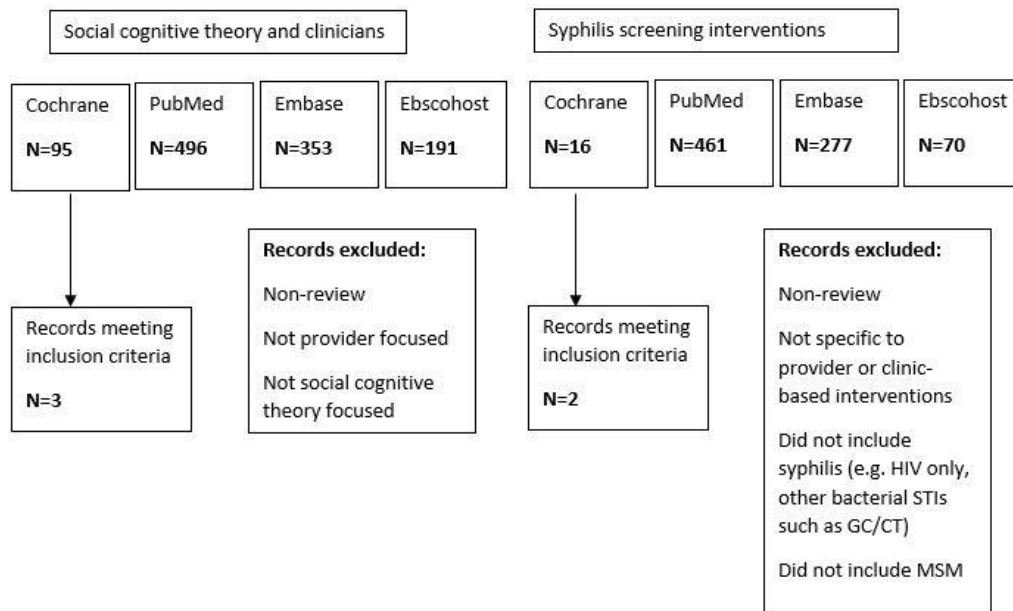 Social cognitive theory and clinicians
Syphilis screening interventions
Cochrane
N=95
PubMed
N=496
Embase
N=353
Ebscohost
N=191
Cochrane
N=16
PubMed
N=461
Embase
N=277
Ebscohost
N=70
Records meeting
inclusion criteria
N=3
Records excluded:
Non-review
Not provider focused
Not social cognitive
theory focused
Records meeting
inclusion criteria
N=2
Records excluded:
Non-review
Not specific to
provider or clinic-
based interventions
Did not include
syphilis (e.g. HIV only,
other bacterial STIs
such as GC/CT)
Did not include MSM